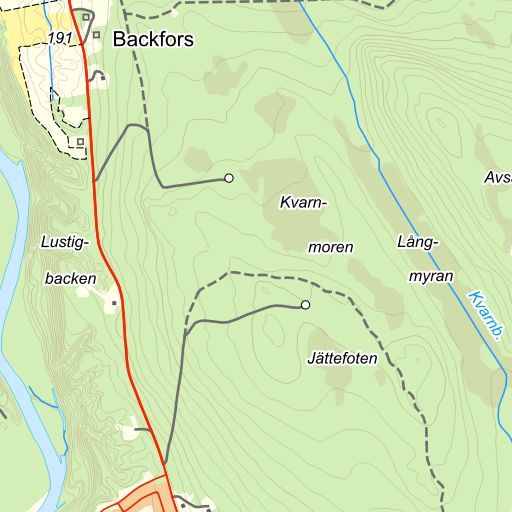 191
Backfors
Avs
Kvarn-
moren
Lustig-
backen
Lång-
myran
Kvarnb.
Jättefoten